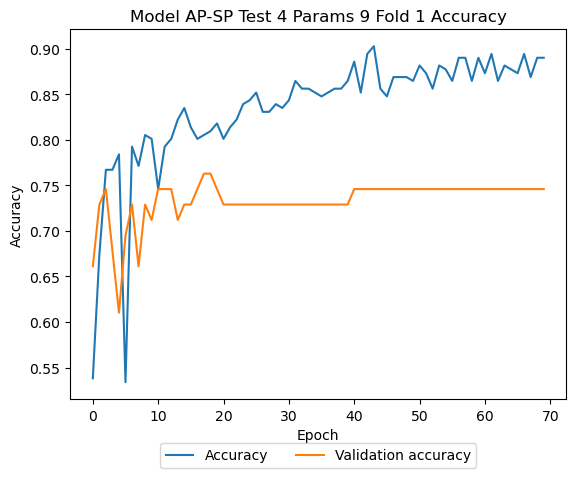 Model AP-SP Test 4 Params 9 Fold 1 Accuracy
0.90
0.85
0.80
0.75
0.70
0.65
0.60
0.55
Accuracy
0 10 20 30 40 50 60 70
Epoch
Accuracy Validation accuracy